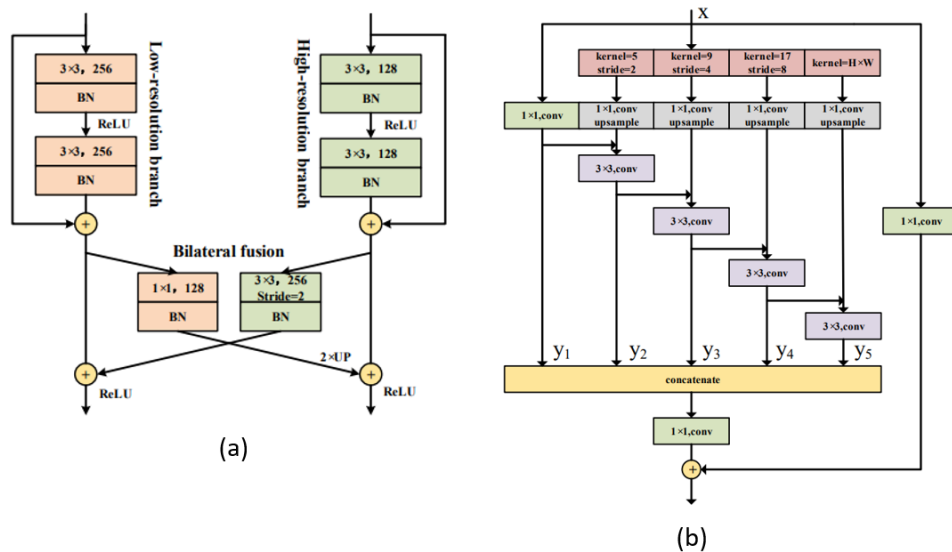 Low-resolution branch
3×3, 256
BN
ReLU
3×3, 256
BN
+
High-resolution branch
3×3, 128
BN
ReLU
3×3, 128
BN
+
Bilateral fusion
1×1, 128
BN
3×3, 256
Stride=2
BN
2×UP
+
ReLU
+
ReLU
(a)
X
kernel=5
stride=2
kernel=9
stride=4
kernel=17
stride=8
kernel=H×W
1×1,conv
1×1,conv
upsample
1×1,conv
upsample
1×1,conv
upsample
1×1,conv
upsample
3×3,conv
3×3,conv
1×1,conv
3×3,conv
3×3,conv
y1
y2
y3
y4
y5
concatenate
1×1,conv
+
(b)